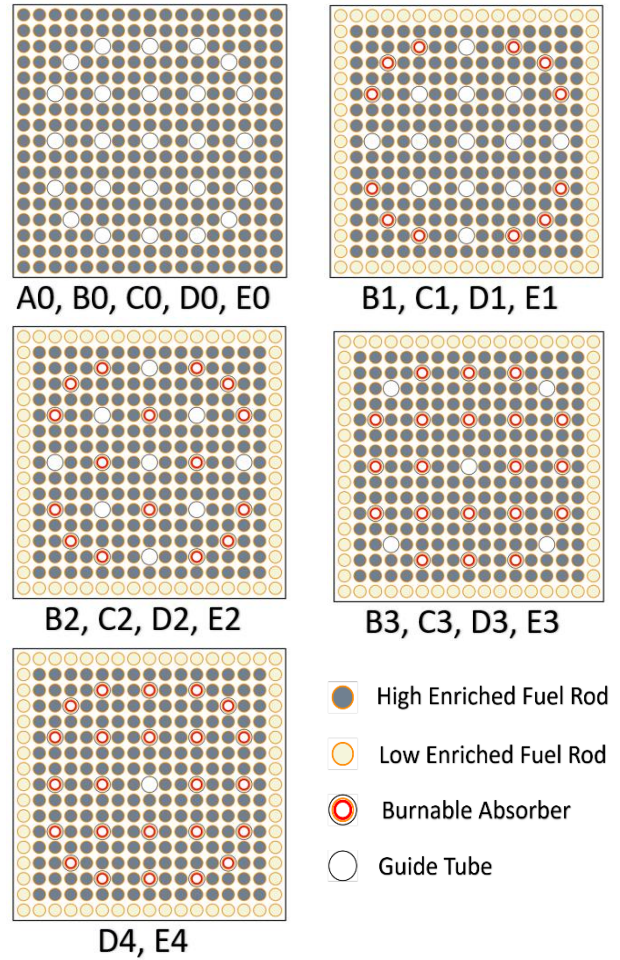 A0, B0, C0, D0, E0
B1, C1, D1, E1
B2, C2, D2, E2
B3, C3, D3, E3
High Enriched Fuel Rod
Low Enriched Fuel Rod
Burnable Absorber
Guide Tube
D4, E4